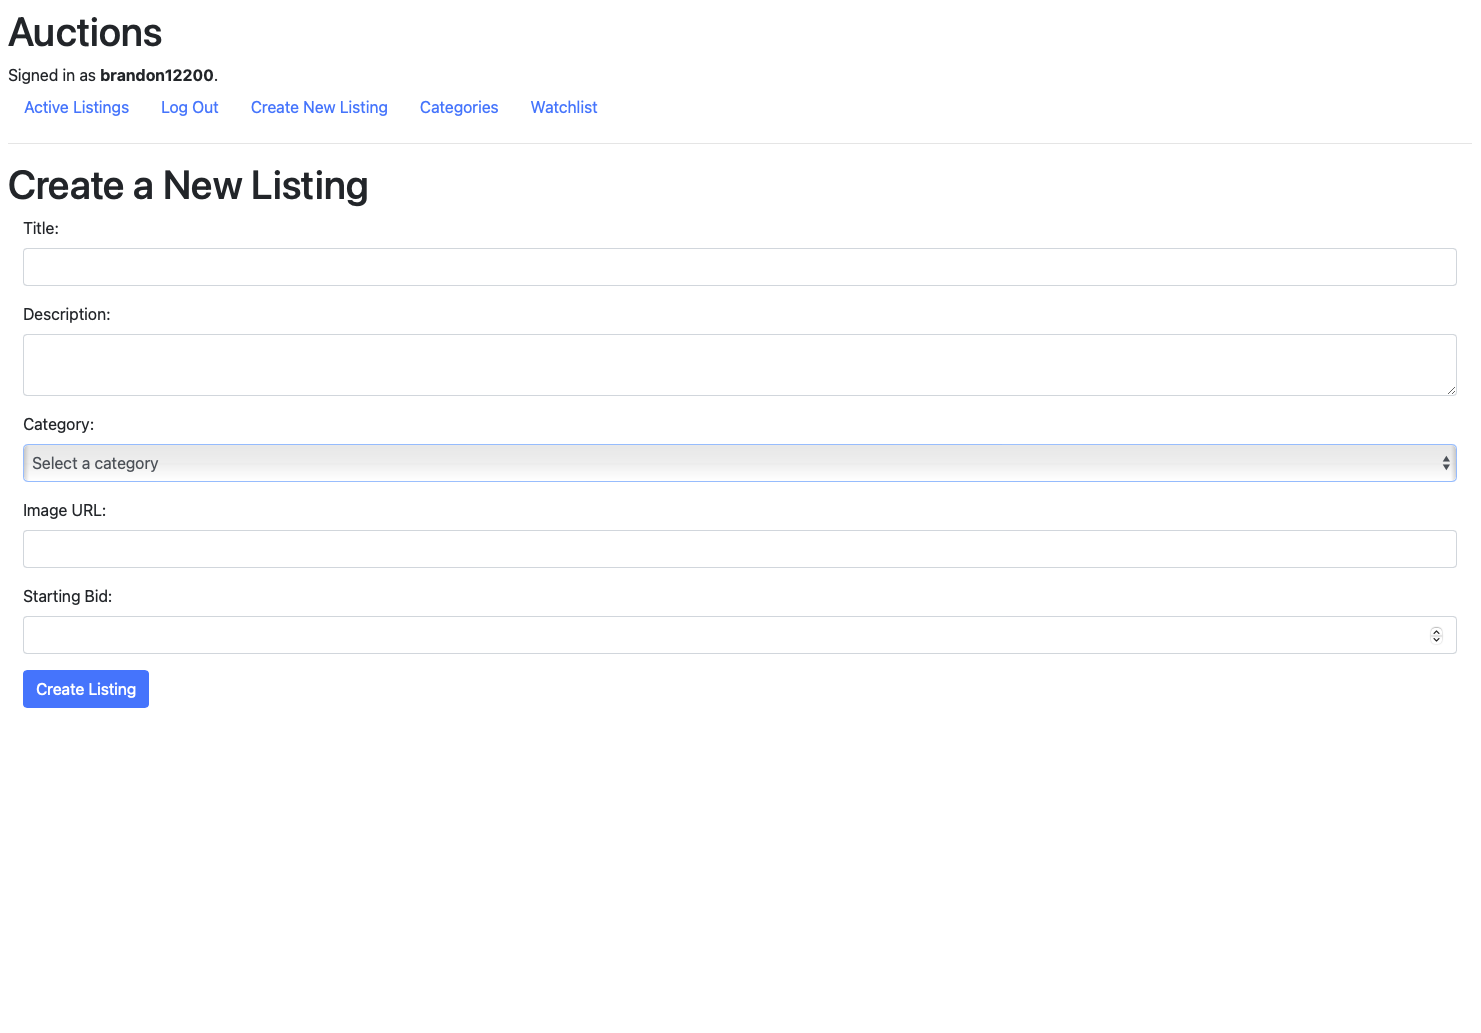 Auctions
Signed in as brandon12200.
Active Listings Log Out Create New Listing Categories Watchlist
Create a New Listing
Title:
Description:
Category:
Select a category
Image URL:
Starting Bid:
Create Listing